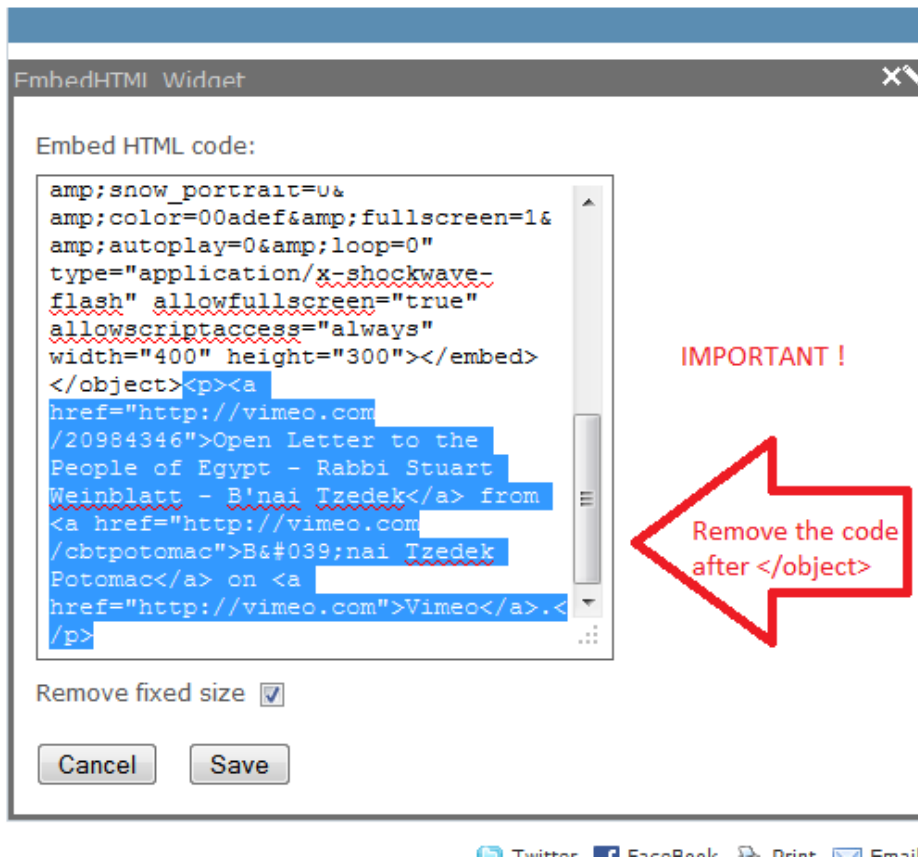 EmbedHTML Widget
Embed HTML code:
amp;show_portrait=0&
amp;color=00adef&amp;fullscreen=1&
amp;autoplay=0&amp;loop=0"
type="application/x-shockwave-
flash" allowfullscreen="true"
allowscriptaccess="always"
width="400" height="300"></embed>
</object><p><a
href="http://vimeo.com
/20984346">Open Letter to the
People of Egypt - Rabbi Stuart
Weinblatt - B'nai Tzedek</a> from
<a href="http://vimeo.com
/cbtpotomac">B&#039;nai Tzedek
Potomac</a> on <a
href="http://vimeo.com">Vimeo</a>.<
/p>
IMPORTANT !
Remove the code
after </object>
Remove fixed size
Cancel Save
Twitter FaceBook Print Email